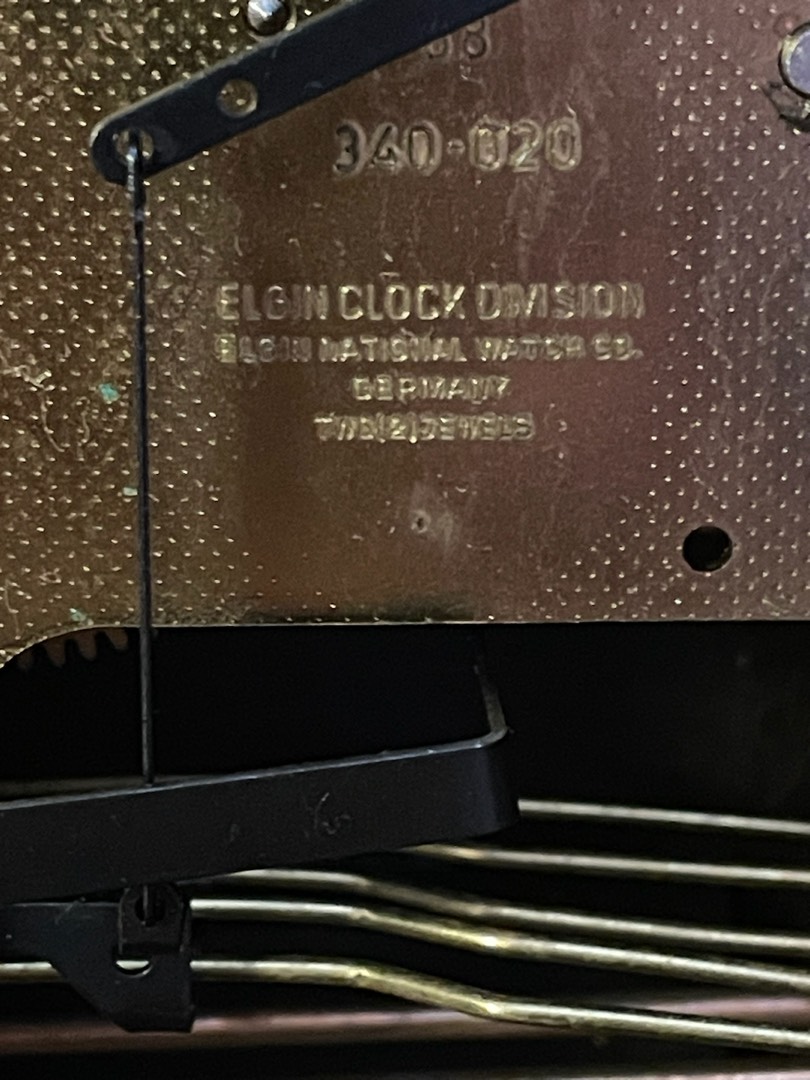 340-020
ELGIN CLOCK DIVISION
ELGIN NATIONAL WATCH CO.
GERMANY
TWO(2)JEWELS